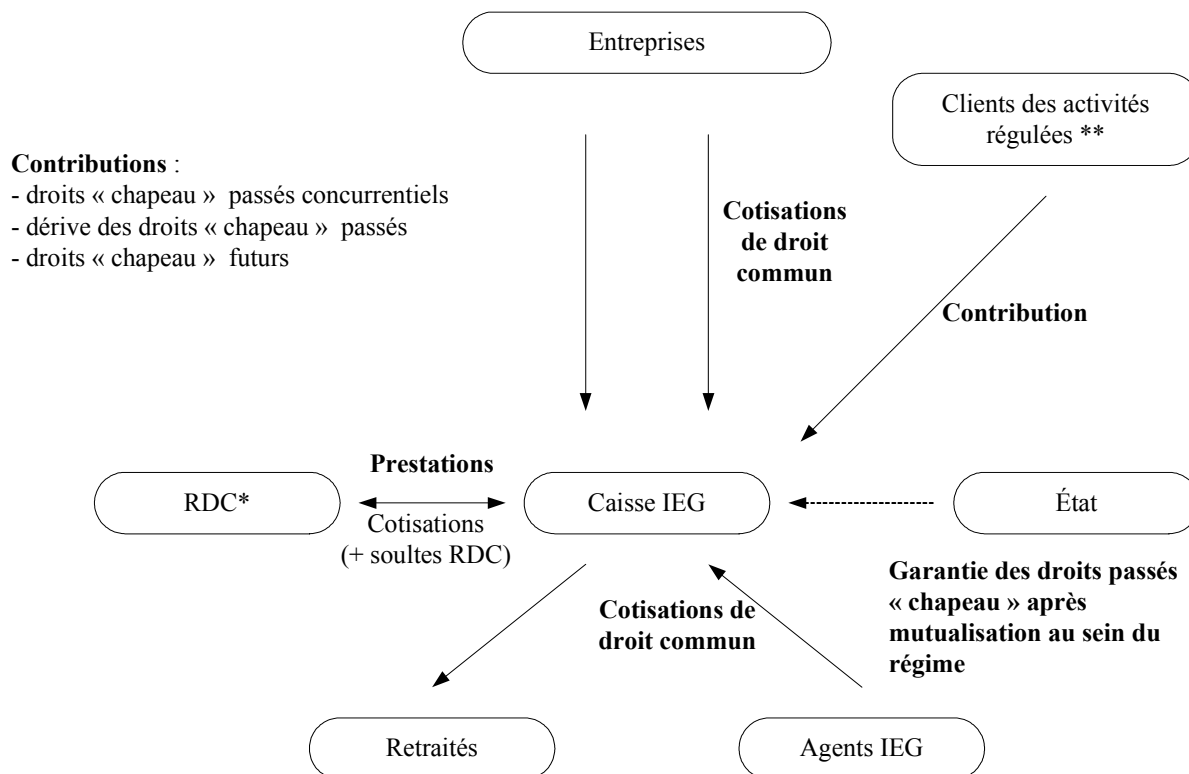 Entreprises
Clients des activités
régulées **
Contributions :
- droits « chapeau » passés concurrentiels
- dérive des droits « chapeau » passés
- droits « chapeau » futurs
Cotisations
de droit
commun
Contribution
Prestations
RDC*
Caisse IEG
État
Cotisations
(+ soultes RDC)
Garantie des droits passés
« chapeau » après
mutualisation au sein du
régime
Cotisations de
droit commun
Retraités
Agents IEG